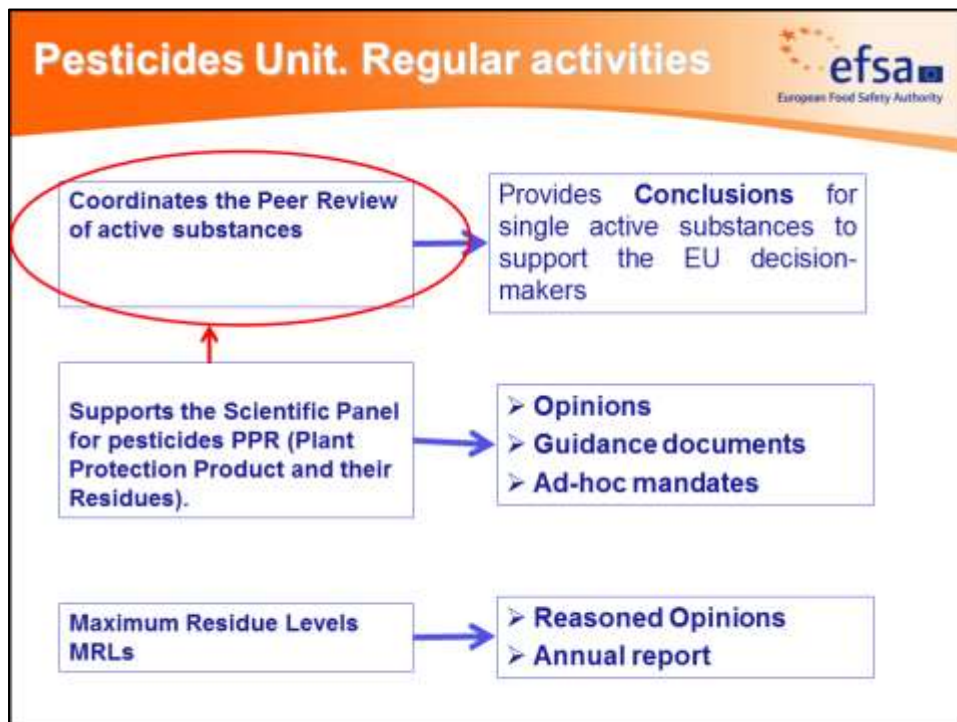 Pesticides Unit. Regular activities
efsa
European Food Safety Authority
Coordinates the Peer Review
of active substances
Provides Conclusions for
single active substances to
support the EU decision-
makers
Supports the Scientific Panel
for pesticides PPR (Plant
Protection Product and their
Residues).
➢ Opinions
➢ Guidance documents
➢ Ad-hoc mandates
Maximum Residue Levels
MRLs
➢ Reasoned Opinions
➢ Annual report